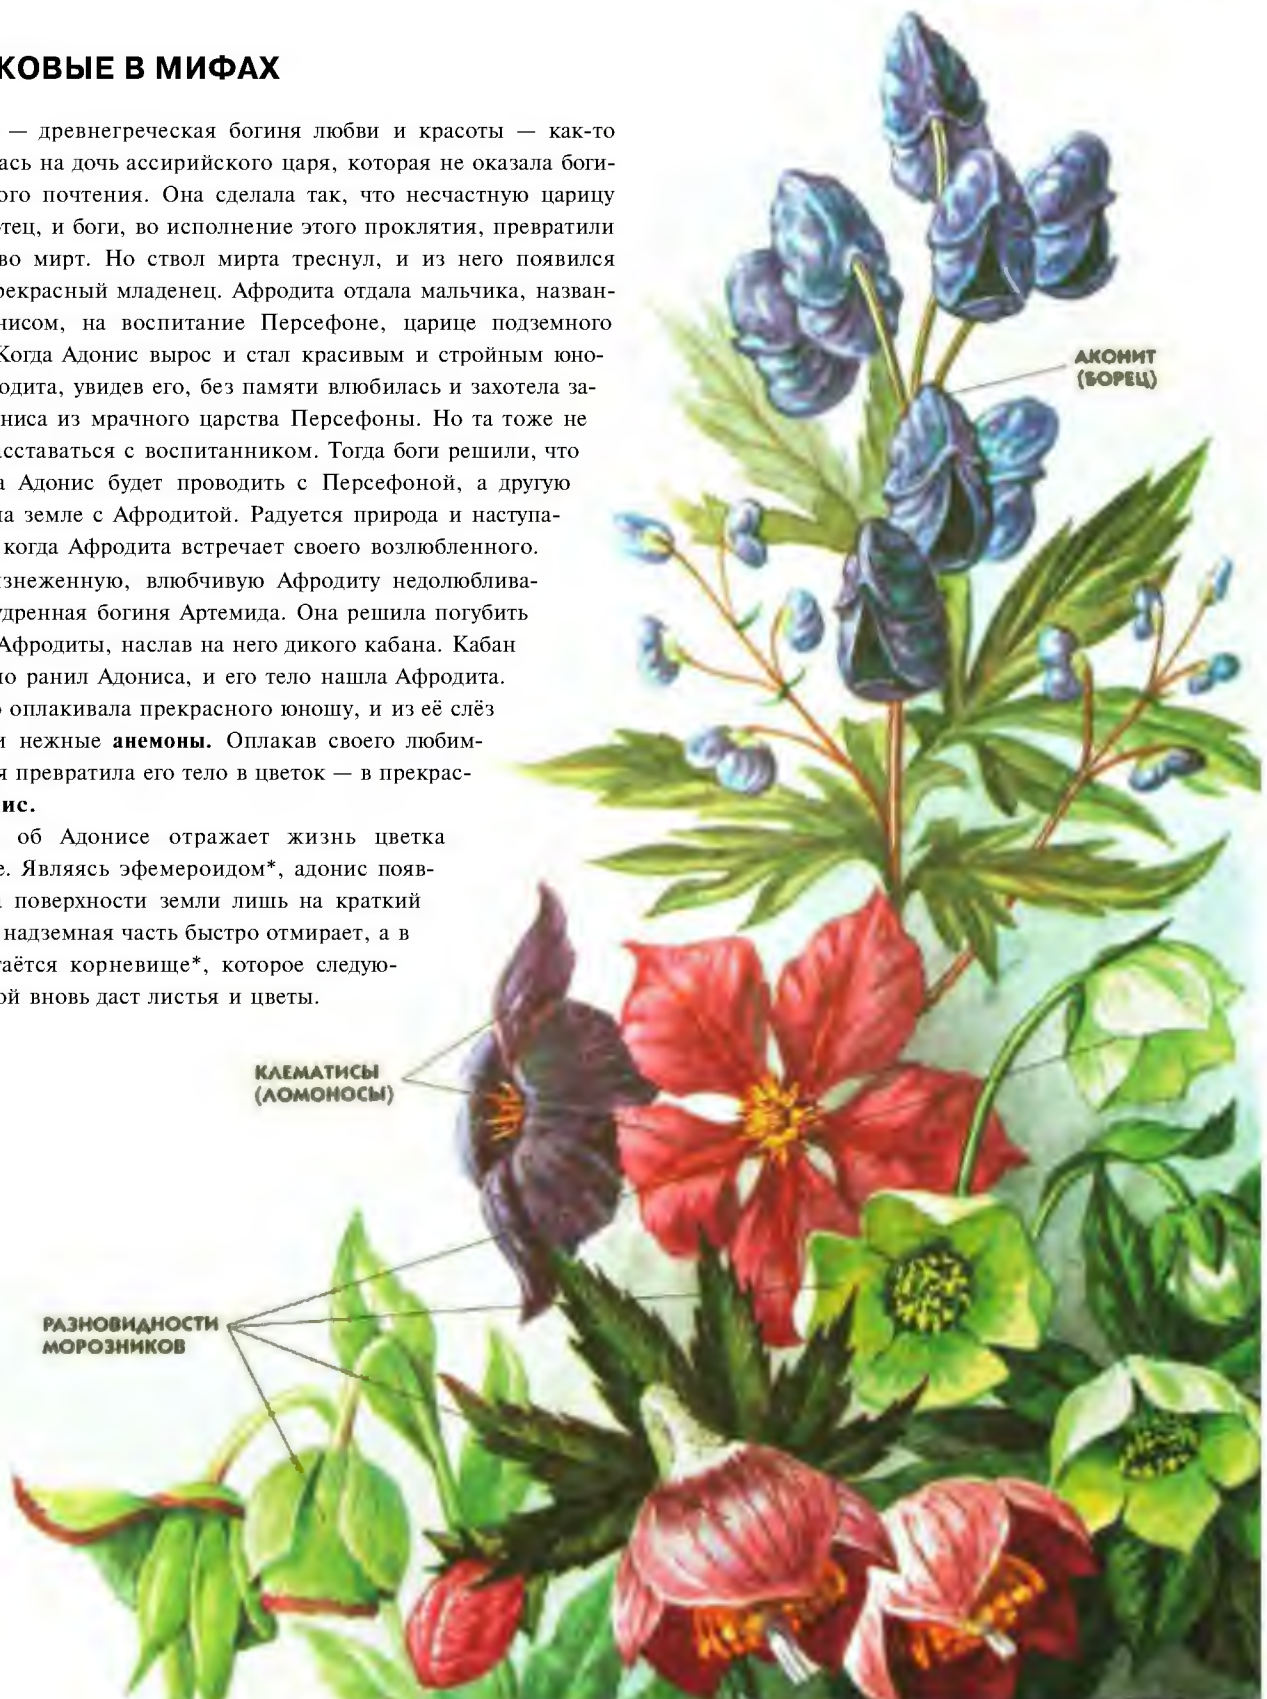 КОВЫЕ В МИФАХ
— древнегреческая богиня любви и красоты — как-то
ась на дочь ассирийского царя, которая не оказала боги-
ого почтения. Она сделала так, что несчастную царицу
тец, и боги, во исполнение этого проклятия, превратили
во мирт. Но ствол мирта треснул, и из него появился
рекрасный младенец. Афродита отдала мальчика, назван-
нисом, на воспитание Персефоне, царице подземного
Когда Адонис вырос и стал красивым и стройным юно-
одита, увидев его, без памяти влюбилась и захотела за-
ниса из мрачного царства Персефоны. Но та тоже не
асставаться с воспитанником. Тогда боги решили, что
а Адонис будет проводить с Персефоной, а другую
на земле с Афродитой. Радуется природа и наступа-
когда Афродита встречает своего возлюбленного.
изнеженную, влюбчивую Афродиту недолюблива-
удренная богиня Артемида. Она решила погубить
Афродиты, наслав на него дикого кабана. Кабан
но ранил Адониса, и его тело нашла Афродита.
о оплакивала прекрасного юношу, и из её слёз
и нежные анемоны. Оплакав своего любим-
я превратила его тело в цветок — в прекрас-
ис.
об Адонисе отражает жизнь цветка
е. Являясь эфемероидом*, адонис появ-
а поверхности земли лишь на краткий
надземная часть быстро отмирает, а в
таётся корневище*, которое следую-
ой вновь даст листья и цветы.
АКОНИТ
(БОРЕЦ)
КЛЕМАТИСЫ
(ЛОМОНОСЫ)
РАЗНОВИДНОСТИ
МОРОЗНИКОВ